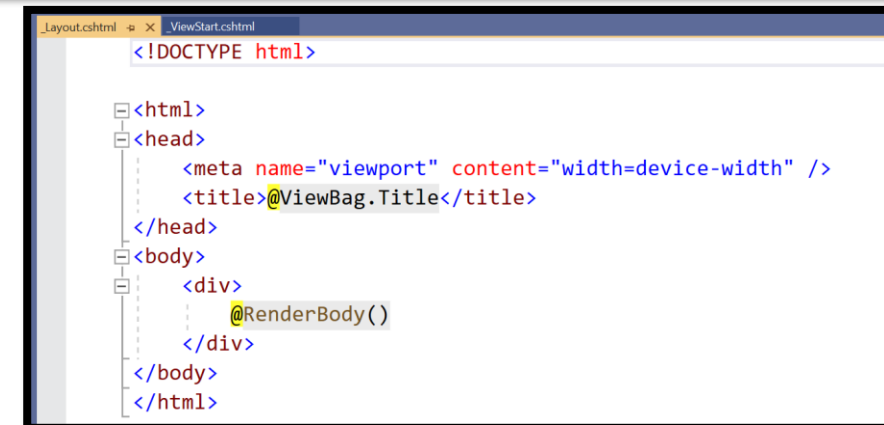 _Layout.cshtml _ViewStart.cshtml
<!DOCTYPE html>
<html>
<head>
<meta name="viewport" content="width=device-width" />
<title>@ViewBag.Title</title>
</head>
<body>
<div>
@RenderBody()
</div>
</body>
</html>